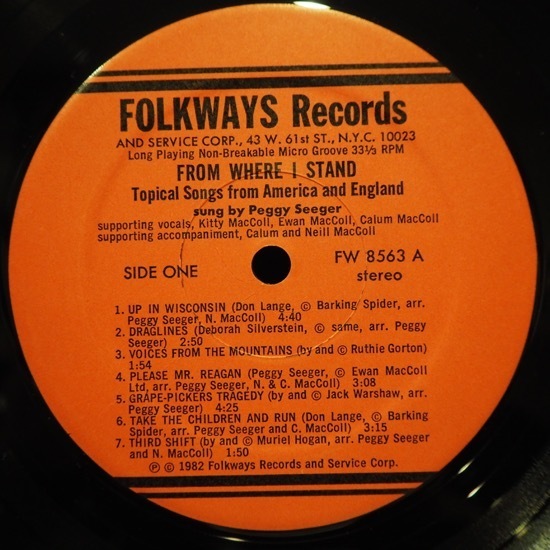 FOLKWAYS Records
AND SERVICE CORP., 43 W. 61st ST., N.Y.C. 10023
Long Playing Non-Breakable Micro Groove 33⅓ RPM
FROM WHERE I STAND
Topical Songs from America and England
sung by Peggy Seeger
supporting vocals, Kitty MacColl, Ewan MacColl, Calum MacColl
supporting accompaniment, Calum and Neill MacColl
SIDE ONE
FW 8563 A
stereo
1. UP IN WISCONSIN (Don Lange, © Barking Spider, arr.
Peggy Seeger, N. MacColl) 4:40
2. DRAGLINES (Deborah Silverstein, © same, arr. Peggy
Seeger) 2:50
3. VOICES FROM THE MOUNTAINS (by and © Ruthie Gorton)
1:54
4. PLEASE MR. REAGAN (Peggy Seeger, © Ewan MacColl
Ltd, arr. Peggy Seeger, N. & C. MacColl) 3:08
5. GRAPE-PICKERS TRAGEDY (by and © Jack Warshaw, arr.
Peggy Seeger) 4:25
6. TAKE THE CHILDREN AND RUN (Don Lange, © Barking
Spider, arr. Peggy Seeger and C. MacColl) 3:15
7. THIRD SHIFT (by and © Muriel Hogan, arr. Peggy Seeger
and N. MacColl) 1:50
℗ © 1982 Folkways Records and Service Corp.